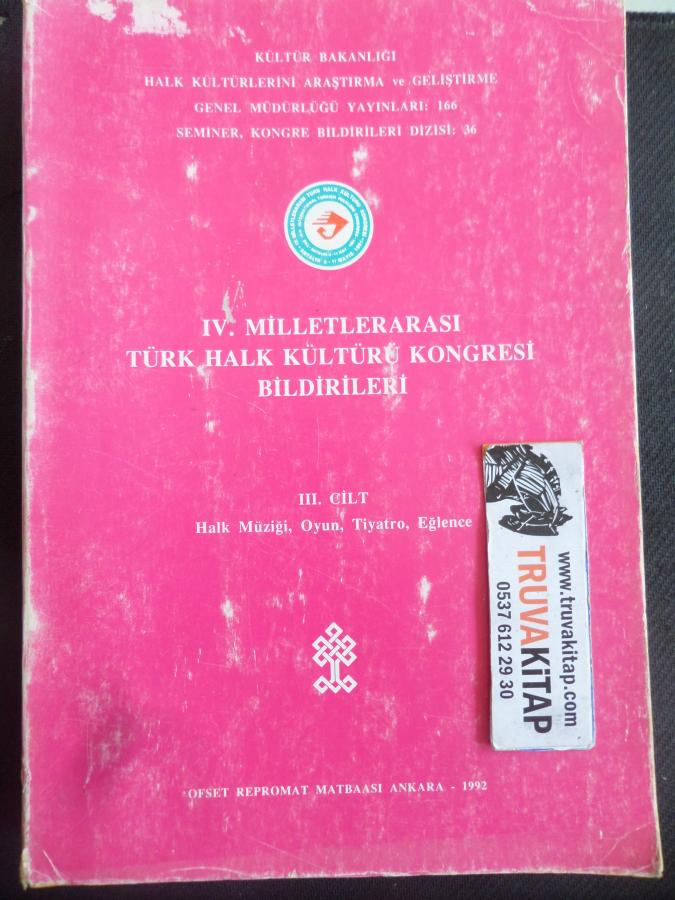 KÜLTÜR BAKANLIĞI
HALK KÜLTÜRLERİNİ ARAŞTIRMA ve GELİŞTİRME
GENEL MÜDÜRLÜĞÜ YAYINLARI: 166
SEMİNER, KONGRE BİLDİRİLERİ DİZİSİ: 36
IV. MİLLETLERARASI
TÜRK HALK KÜLTÜRÜ KONGRESİ
BİLDİRİLERİ
III. CİLT
Halk Müziği, Oyun, Tiyatro, Eğlence
www.truvakitap.com
TRUVAKİTAP
0537 612 29 30
OFSET REPROMAT MATBAASI ANKARA - 1992